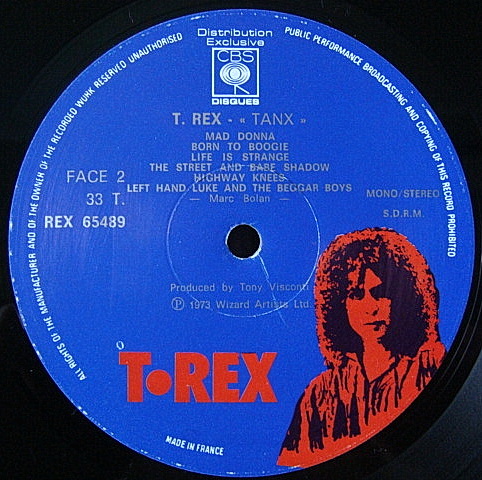 Distribution
Exclusive
CBS
DISQUES
T. REX - « TANX »
MAD DONNA
BORN TO BOOGIE
LIFE IS STRANGE
THE STREET AND BABE SHADOW
HIGHWAY KNEES
LEFT HAND LUKE AND THE BEGGAR BOYS
— Marc Bolan —
FACE 2
33 T.
REX 65489
MONO/STEREO
S.D.R.M.
Produced by Tony Visconti
Ⓟ 1973 Wizard Artists Ltd.
T•REX
MADE IN FRANCE
ALL RIGHTS OF THE MANUFACTURER AND OF THE OWNER OF THE RECORDED WORK RESERVED UNAUTHORISED
PUBLIC PERFORMANCE BROADCASTING AND COPYING OF THIS RECORD PROHIBITED